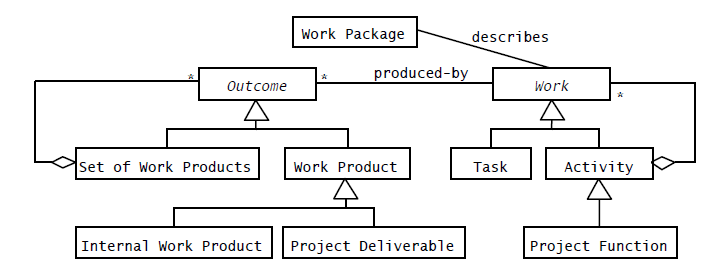 Work Package
describes
* Outcome * produced-by Work *
Set of Work Products Work Product Task Activity
Internal Work Product Project Deliverable Project Function